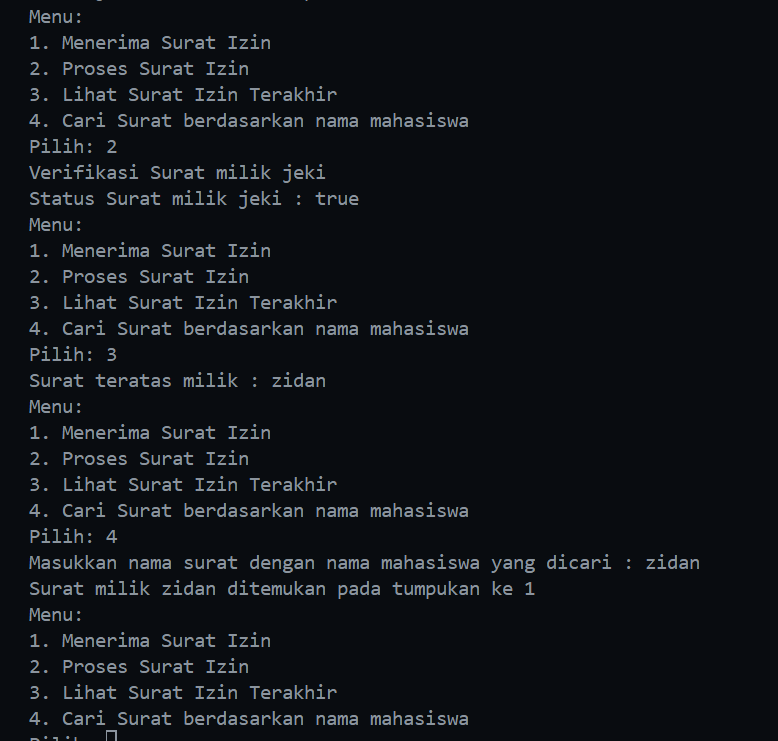 Menu:
1. Menerima Surat Izin
2. Proses Surat Izin
3. Lihat Surat Izin Terakhir
4. Cari Surat berdasarkan nama mahasiswa
Pilih: 2
Verifikasi Surat milik jeki
Status Surat milik jeki : true
Menu:
1. Menerima Surat Izin
2. Proses Surat Izin
3. Lihat Surat Izin Terakhir
4. Cari Surat berdasarkan nama mahasiswa
Pilih: 3
Surat teratas milik : zidan
Menu:
1. Menerima Surat Izin
2. Proses Surat Izin
3. Lihat Surat Izin Terakhir
4. Cari Surat berdasarkan nama mahasiswa
Pilih: 4
Masukkan nama surat dengan nama mahasiswa yang dicari : zidan
Surat milik zidan ditemukan pada tumpukan ke 1
Menu:
1. Menerima Surat Izin
2. Proses Surat Izin
3. Lihat Surat Izin Terakhir
4. Cari Surat berdasarkan nama mahasiswa
Pilih: